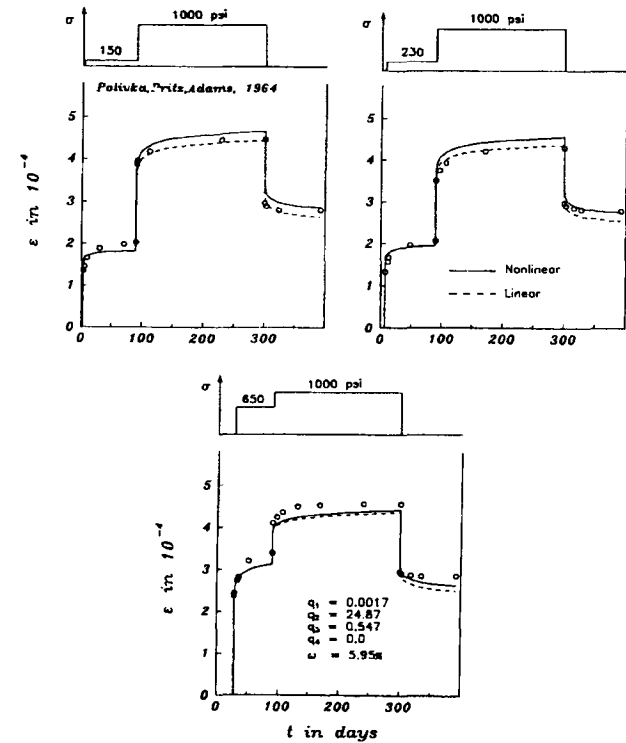 σ
150
1000 psi
Polivka,Pritz,Adams, 1964
ε in 10⁻⁴
5
4
3
2
1
0
0
100
200
300
σ
230
1000 psi
5
4
3
2
1
0
Nonlinear
Linear
0
100
200
300
σ
650
1000 psi
ε in 10⁻⁴
5
4
3
2
1
0
q₁ = 0.0017
q₂ = 24.87
q₃ = 0.547
q₄ = 0.0
ω = 5.95%
0
100
200
300
t in days